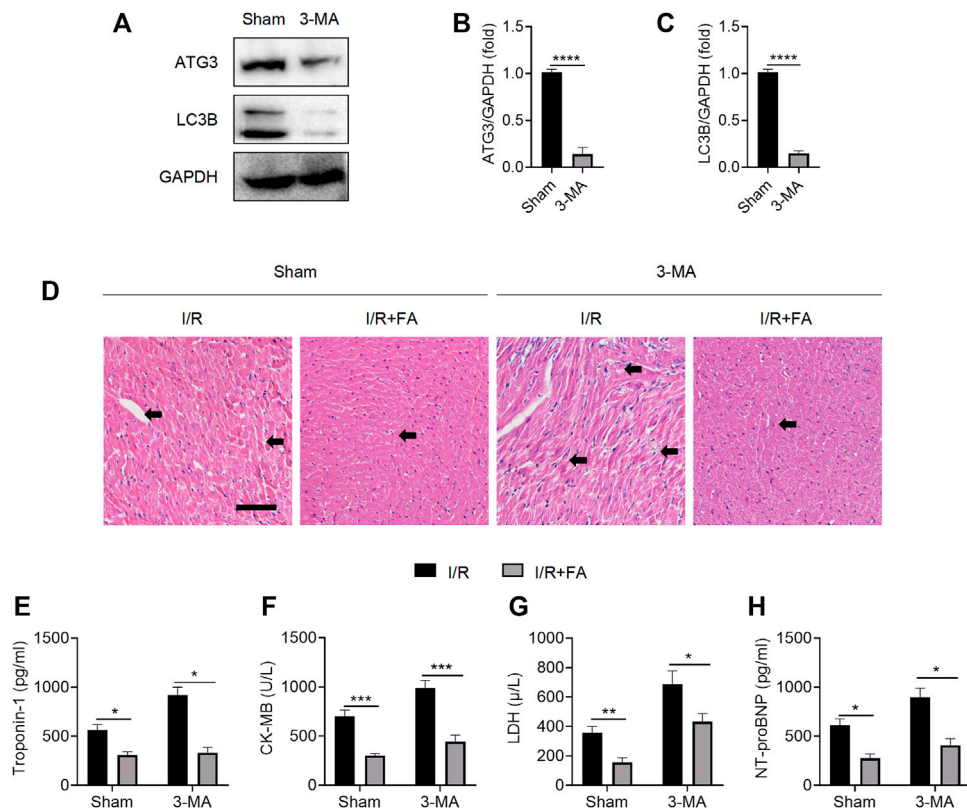 A
Sham 3-MA
ATG3
LC3B
GAPDH
B
ATG3/GAPDH (fold)
1.5
1.0
0.5
0.0
****
Sham
3-MA
C
LC3B/GAPDH (fold)
1.5
1.0
0.5
0.0
****
Sham
3-MA
D
Sham
3-MA
I/R
I/R+FA
I/R
I/R+FA
I/R
I/R+FA
E
Troponin-1 (pg/ml)
1500
1000
500
0
*
*
Sham
3-MA
F
CK-MB (U/L)
1500
1000
500
0
***
***
Sham
3-MA
G
LDH (μ/L)
1000
800
600
400
200
0
**
*
Sham
3-MA
H
NT-proBNP (pg/ml)
1500
1000
500
0
*
*
Sham
3-MA